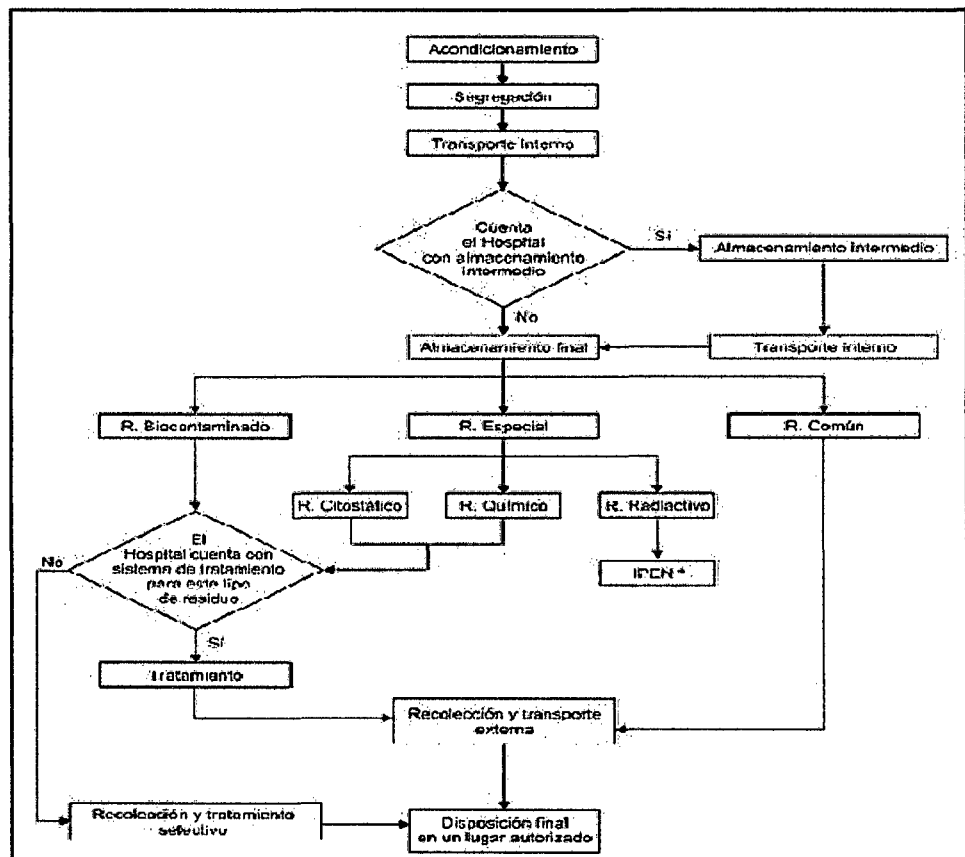 Acondicionamiento
Segregación
Transporte Interno
Cuenta
el Hospital
con almacenamiento
Intermedio
Sí
Almacenamiento Intermedio
No
Almacenamiento final
Transporte Interno
R. Biocontaminado
R. Especial
R. Común
R. Citostático
R. Químico
R. Radiactivo
IPEN *
El
Hospital cuenta con
sistema de tratamiento
para este tipo
de residuo
No
Sí
Tratamiento
Recolección y transporte
externa
Recolección y tratamiento
selectivo
Disposición final
en un lugar autorizado